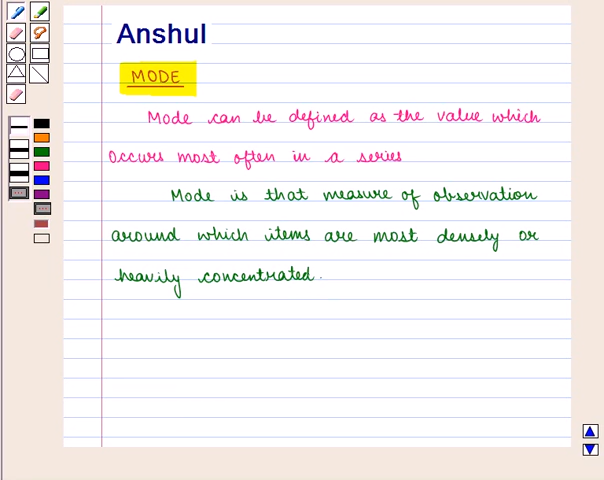 Anshul
MODE
Mode can be defined as the value which
occurs most often in a series
Mode is that measure of observation
around which items are most densely or
heavily concentrated.